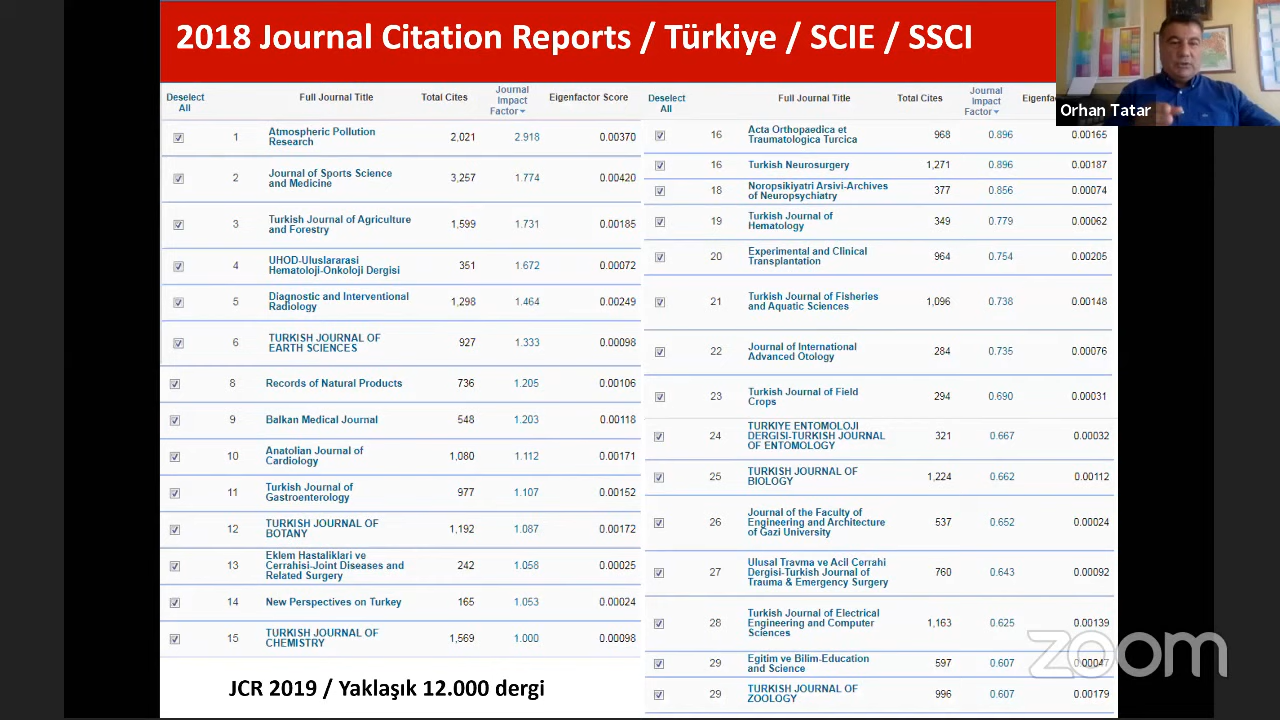 2018 Journal Citation Reports / Türkiye / SCIE / SSCI
Orhan Tatar
Deselect All
Full Journal Title
Total Cites
Journal Impact Factor
Eigenfactor Score
1 Atmospheric Pollution Research 2,021 2.918 0.00370
2 Journal of Sports Science and Medicine 3,257 1.774 0.00420
3 Turkish Journal of Agriculture and Forestry 1,599 1.731 0.00185
4 UHOD-Uluslararasi Hematoloji-Onkoloji Dergisi 351 1.672 0.00072
5 Diagnostic and Interventional Radiology 1,298 1.464 0.00249
6 TURKISH JOURNAL OF EARTH SCIENCES 927 1.333 0.00098
8 Records of Natural Products 736 1.205 0.00106
9 Balkan Medical Journal 548 1.203 0.00118
10 Anatolian Journal of Cardiology 1,080 1.112 0.00171
11 Turkish Journal of Gastroenterology 977 1.107 0.00152
12 TURKISH JOURNAL OF BOTANY 1,192 1.087 0.00172
13 Eklem Hastaliklari ve Cerrahisi-Joint Diseases and Related Surgery 242 1.058 0.00025
14 New Perspectives on Turkey 165 1.053 0.00024
15 TURKISH JOURNAL OF CHEMISTRY 1,569 1.000 0.00098
JCR 2019 / Yaklaşık 12.000 dergi
Deselect All
Full Journal Title
Total Cites
Journal Impact Factor
16 Acta Orthopaedica et Traumatologica Turcica 968 0.896 0.00165
16 Turkish Neurosurgery 1,271 0.896 0.00187
18 Noropsikiyatri Arsivi-Archives of Neuropsychiatry 377 0.856 0.00074
19 Turkish Journal of Hematology 349 0.779 0.00062
20 Experimental and Clinical Transplantation 964 0.754 0.00205
21 Turkish Journal of Fisheries and Aquatic Sciences 1,096 0.738 0.00148
22 Journal of International Advanced Otology 284 0.735 0.00076
23 Turkish Journal of Field Crops 294 0.690 0.00031
24 TURKIYE ENTOMOLOJI DERGISI-TURKISH JOURNAL OF ENTOMOLOGY 321 0.667 0.00032
25 TURKISH JOURNAL OF BIOLOGY 1,224 0.662 0.00112
26 Journal of the Faculty of Engineering and Architecture of Gazi University 537 0.652 0.00024
27 Ulusal Travma ve Acil Cerrahi Dergisi-Turkish Journal of Trauma & Emergency Surgery 760 0.643 0.00092
28 Turkish Journal of Electrical Engineering and Computer Sciences 1,163 0.625 0.00139
29 Egitim ve Bilim-Education and Science 597 0.607 0.00047
29 TURKISH JOURNAL OF ZOOLOGY 996 0.607 0.00179
zoom